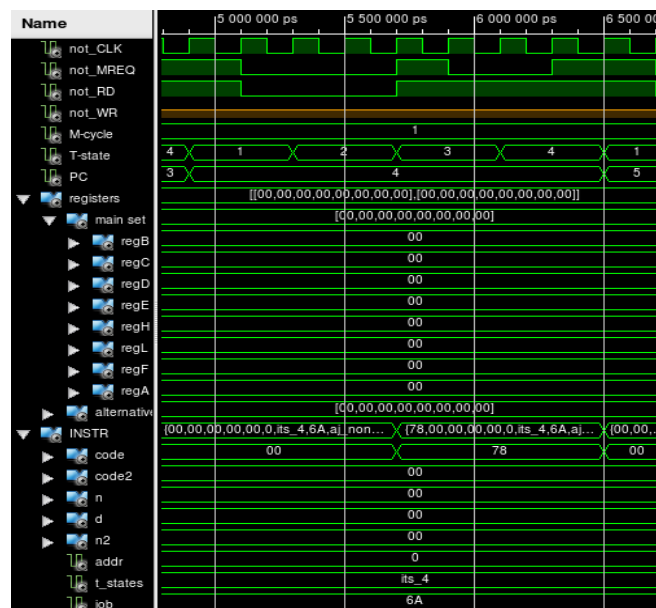 Name 5 000 000 ps 5 500 000 ps 6 000 000 ps 6 500 00
not_CLK
not_MREQ
not_RD
not_WR
M-cycle 1
T-state 4 1 2 3 4 1
PC 3 4 5
registers [[00,00,00,00,00,00,00,00],[00,00,00,00,00,00,00,00]]
main set [00,00,00,00,00,00,00,00]
regB 00
regC 00
regD 00
regE 00
regH 00
regL 00
regF 00
regA 00
alternative [00,00,00,00,00,00,00,00]
INSTR {00,00,00,00,00,0,its_4,6A,aj_non... {78,00,00,00,00,0,its_4,6A,aj... {00,00,..
code 00 78 00
code2 00
n 00
d 00
n2 00
addr 0
t_states its_4
job 6A